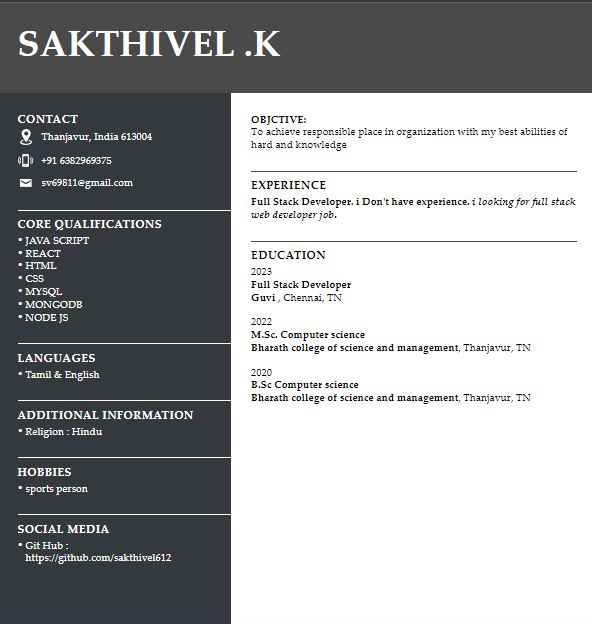 SAKTHIVEL .K
CONTACT
Thanjavur, India 613004
+91 6382969375
sv69811@gmail.com
CORE QUALIFICATIONS
• JAVA SCRIPT
• REACT
• HTML
• CSS
• MYSQL
• MONGODB
• NODE JS
LANGUAGES
• Tamil & English
ADDITIONAL INFORMATION
• Religion : Hindu
HOBBIES
• sports person
SOCIAL MEDIA
• Git Hub :
https://github.com/sakthivel612
OBJCTIVE:
To achieve responsible place in organization with my best abilities of
hard and knowledge
EXPERIENCE
Full Stack Developer. i Don't have experience. i looking for full stack
web developer job.
EDUCATION
2023
Full Stack Developer
Guvi , Chennai, TN
2022
M.Sc. Computer science
Bharath college of science and management, Thanjavur, TN
2020
B.Sc Computer science
Bharath college of science and management, Thanjavur, TN